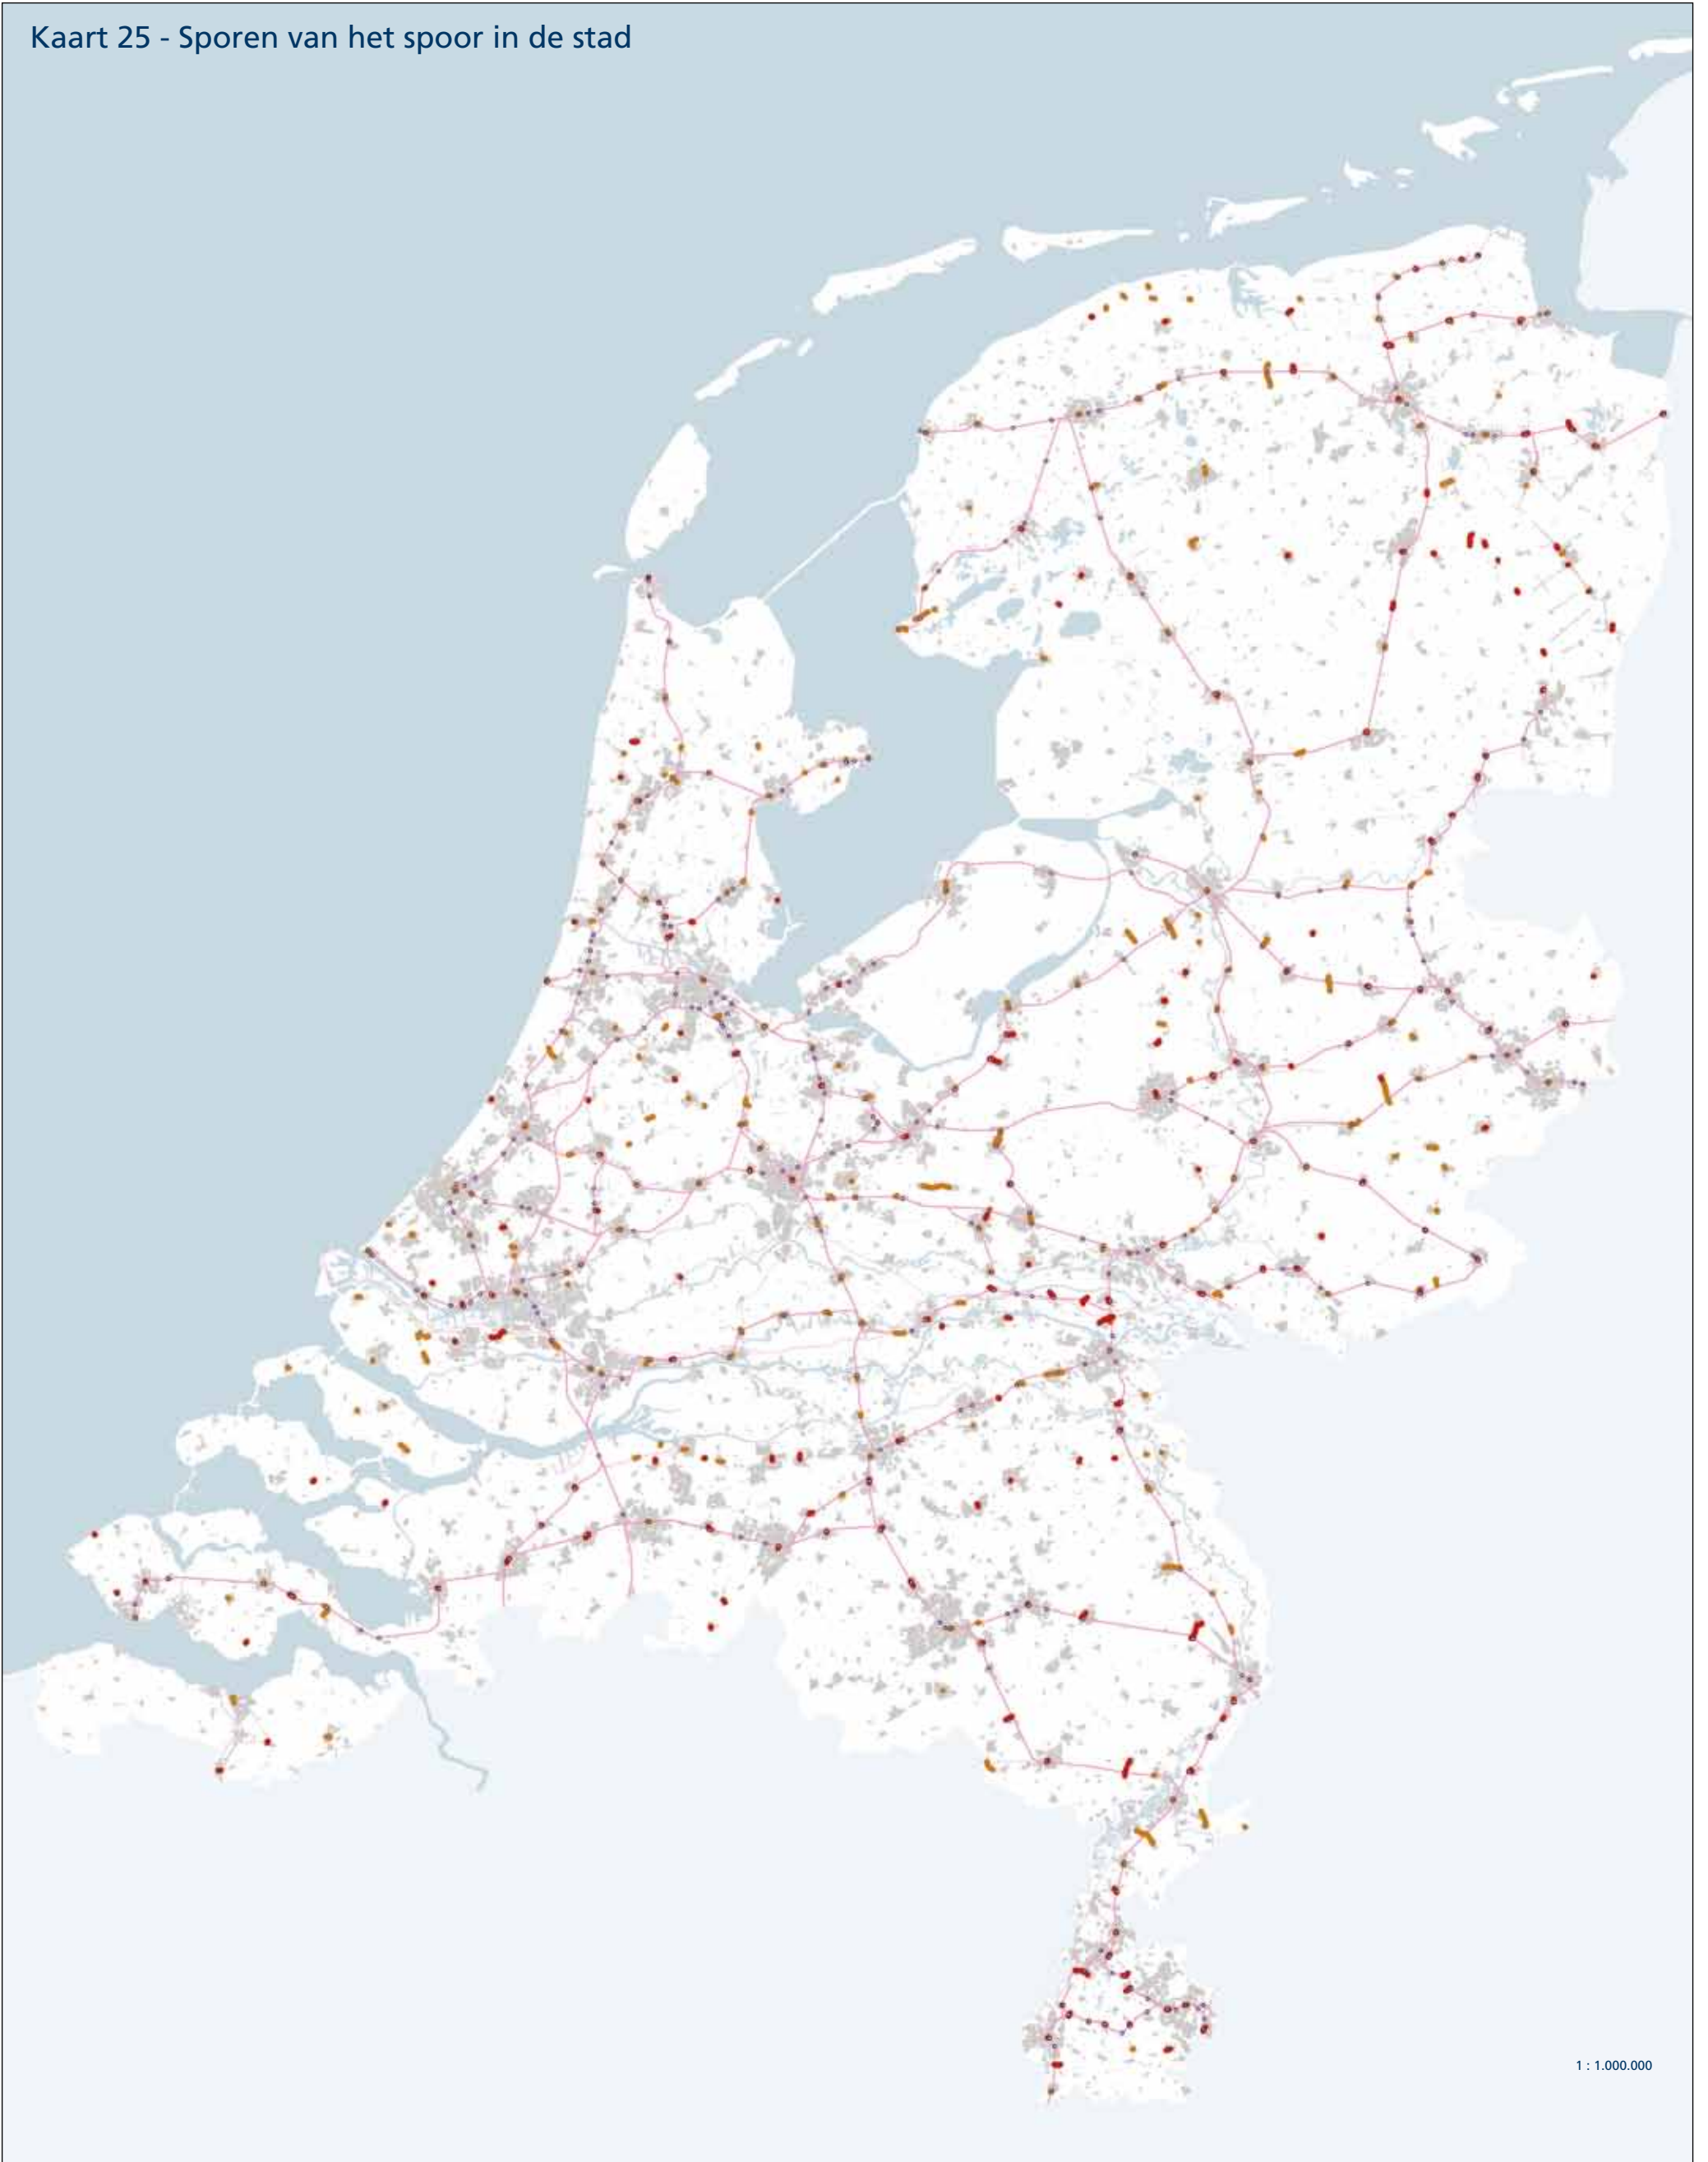 Kaart 25 - Sporen van het spoor in de stad
1 : 1.000.000